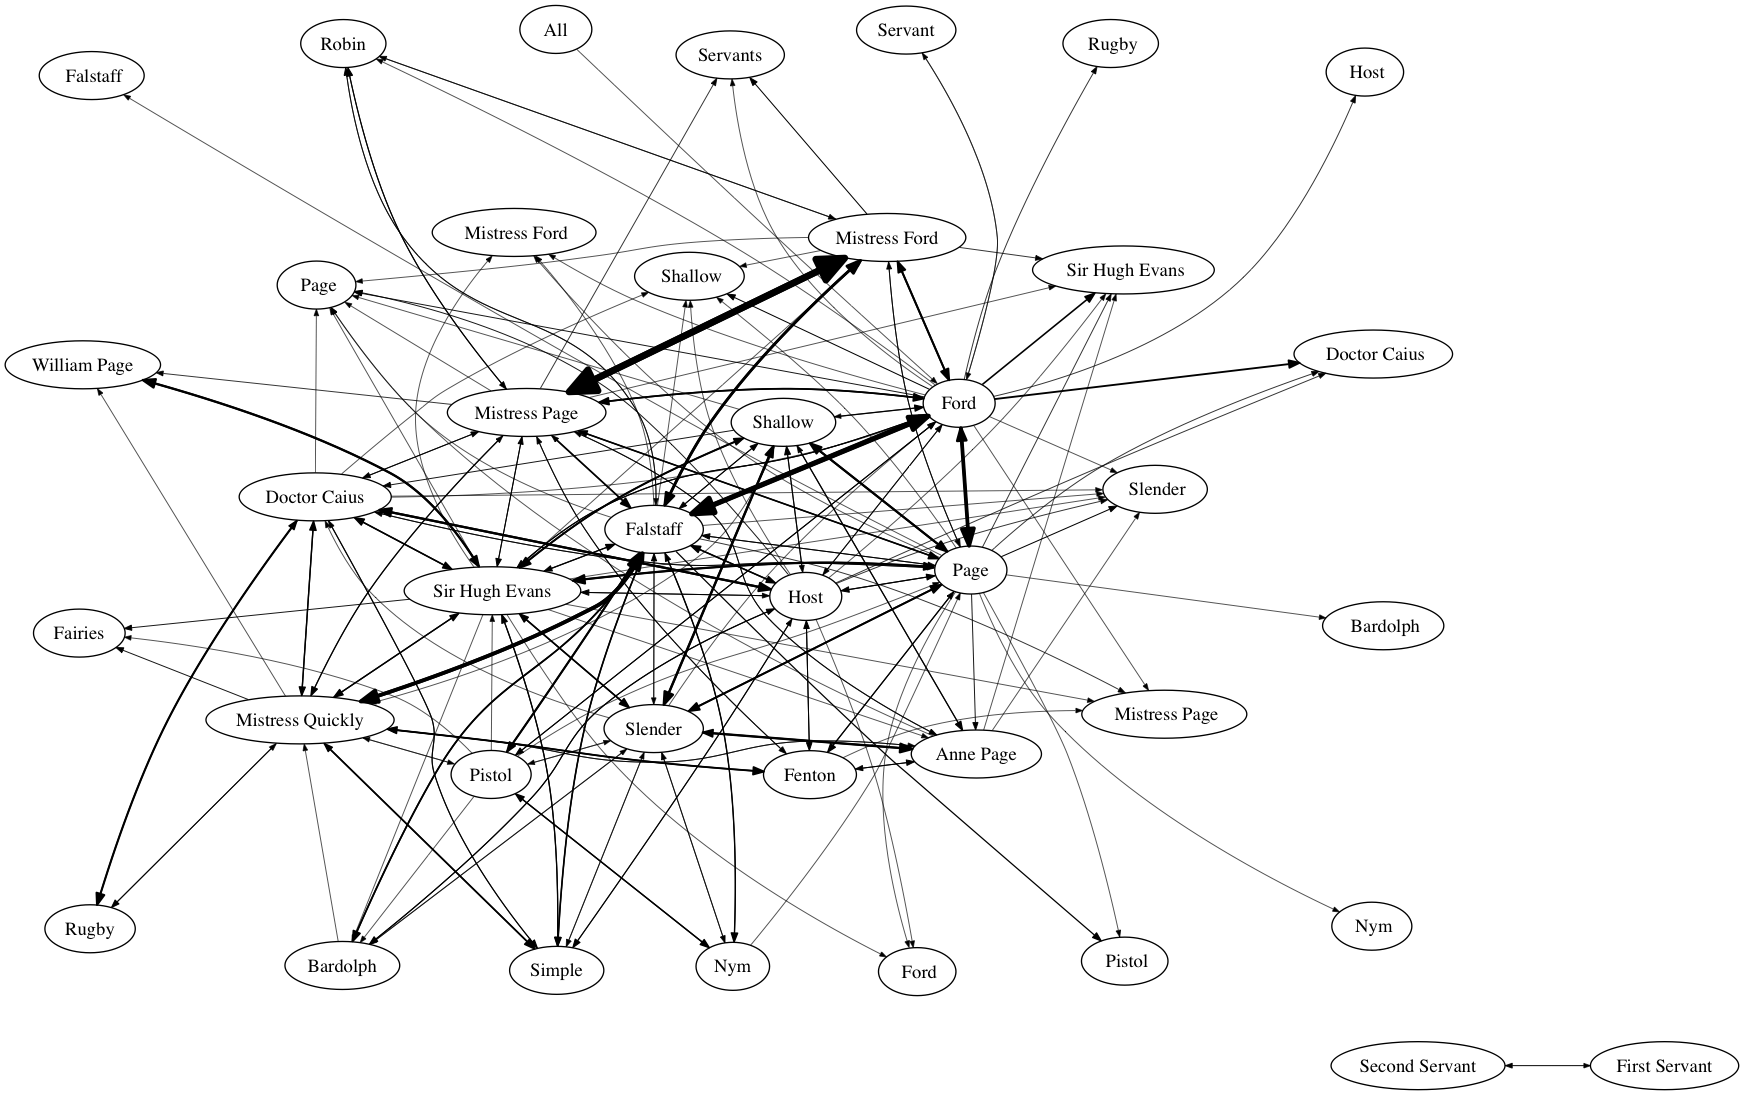 All
Servant
Robin
Rugby
Servants
Host
Falstaff
Mistress Ford
Mistress Ford
Sir Hugh Evans
Shallow
Page
Doctor Caius
William Page
Ford
Mistress Page
Shallow
Slender
Doctor Caius
Falstaff
Page
Sir Hugh Evans
Host
Bardolph
Fairies
Mistress Page
Mistress Quickly
Slender
Anne Page
Pistol
Fenton
Nym
Rugby
Pistol
Bardolph
Nym
Simple
Ford
Second Servant
First Servant